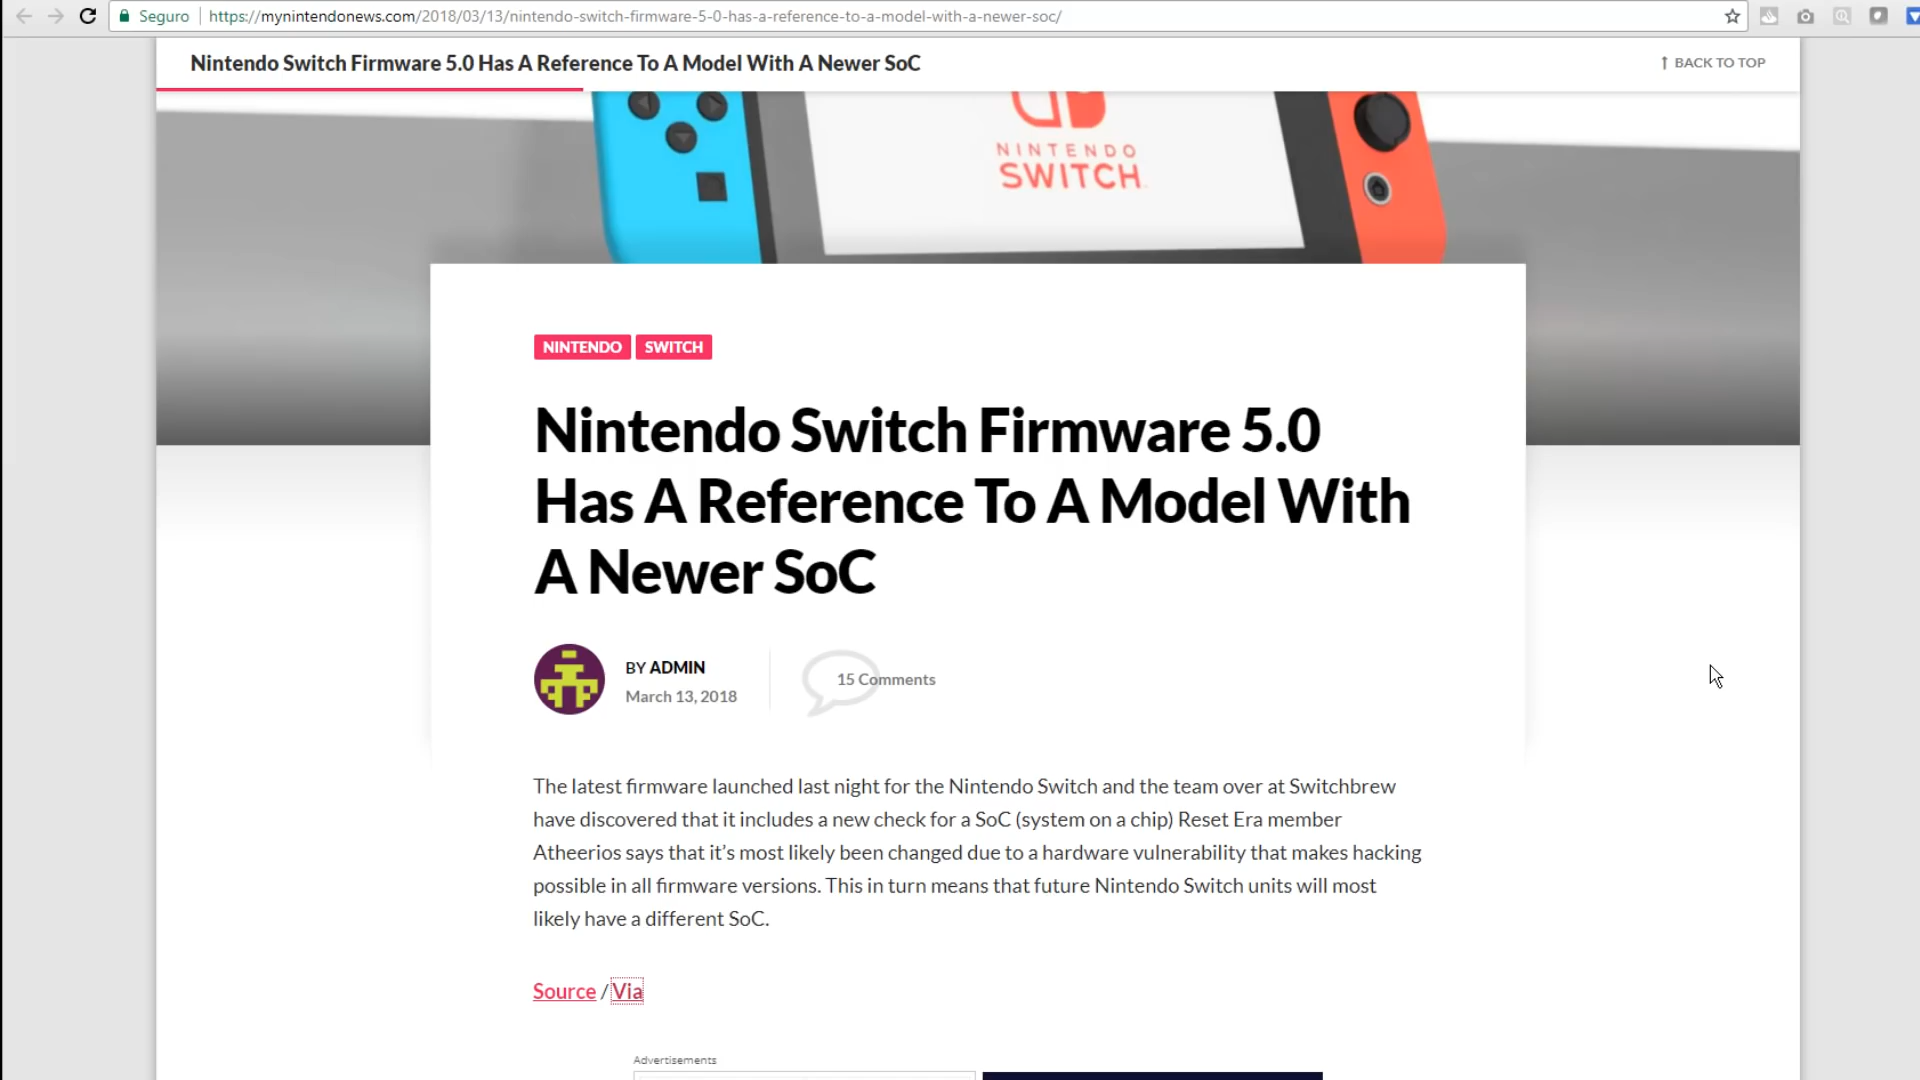 Seguro
https://mynintendonews.com/2018/03/13/nintendo-switch-firmware-5-0-has-a-reference-to-a-model-with-a-newer-soc/
Nintendo Switch Firmware 5.0 Has A Reference To A Model With A Newer SoC
↑ BACK TO TOP
NINTENDO
SWITCH
NINTENDO SWITCH
Nintendo Switch Firmware 5.0
Has A Reference To A Model With
A Newer SoC
BY ADMIN
March 13, 2018
15 Comments
The latest firmware launched last night for the Nintendo Switch and the team over at Switchbrew
have discovered that it includes a new check for a SoC (system on a chip) Reset Era member
Atheerios says that it’s most likely been changed due to a hardware vulnerability that makes hacking
possible in all firmware versions. This in turn means that future Nintendo Switch units will most
likely have a different SoC.
Source / Via
Advertisements